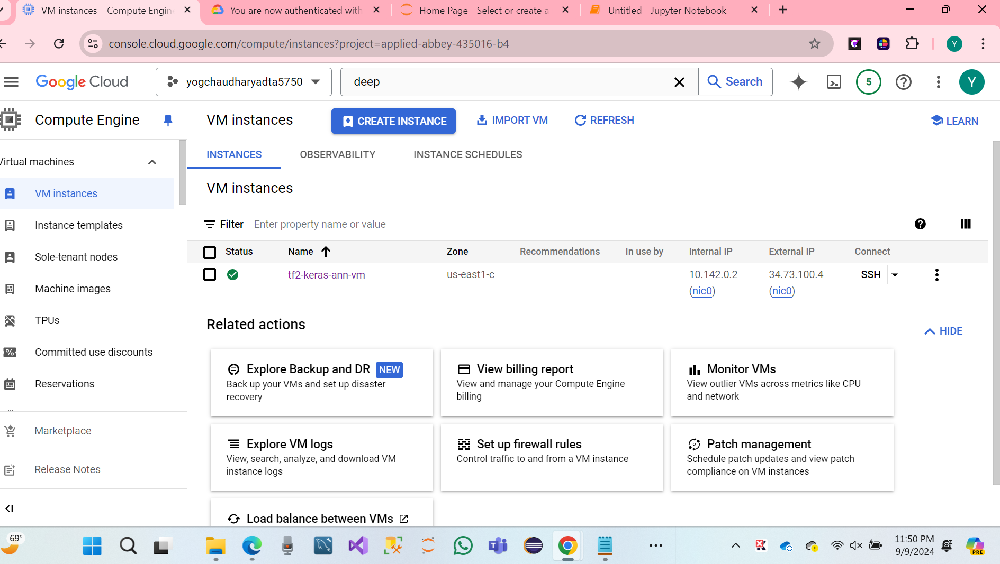 VM instances – Compute Engine
You are now authenticated with
Home Page - Select or create a
Untitled - Jupyter Notebook
console.cloud.google.com/compute/instances?project=applied-abbey-435016-b4
Y
Google Cloud
yogchaudharyadta5750
deep
Search
5
Y
Compute Engine
VM instances
CREATE INSTANCE
IMPORT VM
REFRESH
LEARN
Virtual machines
INSTANCES
OBSERVABILITY
INSTANCE SCHEDULES
VM instances
VM instances
Instance templates
Filter Enter property name or value
Status Name Zone Recommendations In use by Internal IP External IP Connect
Sole-tenant nodes
tf2-keras-ann-vm us-east1-c 10.142.0.2 34.73.100.4 SSH
(nic0) (nic0)
Machine images
TPUs
Related actions
HIDE
Committed use discounts
Explore Backup and DR NEW
Back up your VMs and set up disaster
recovery
View billing report
View and manage your Compute Engine
billing
Monitor VMs
View outlier VMs across metrics like CPU
and network
Reservations
Marketplace
Explore VM logs
View, search, analyze, and download VM
instance logs
Set up firewall rules
Control traffic to and from a VM instance
Patch management
Schedule patch updates and view patch
compliance on VM instances
Release Notes
Load balance between VMs
69°
11:50 PM
9/9/2024
PRE